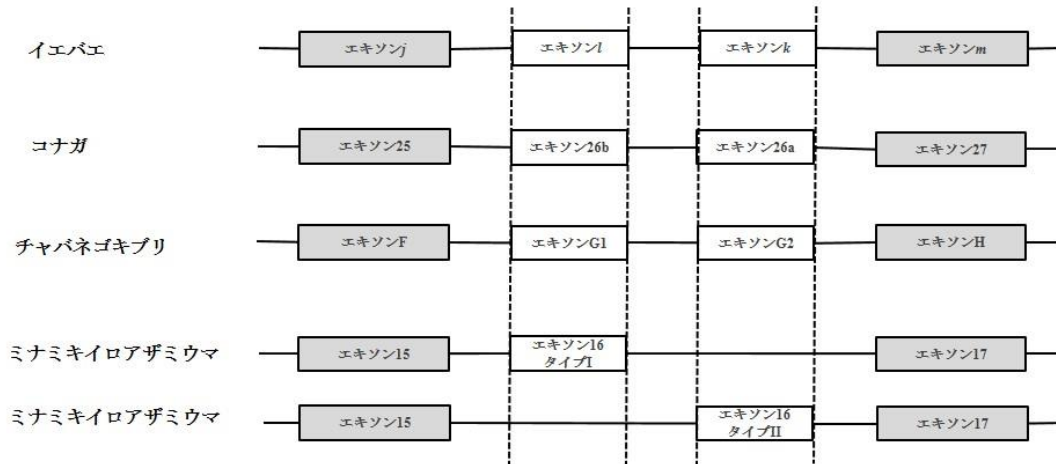 イエバエ エキソンj エキソンl エキソンk エキソンm
コナガ エキソン25 エキソン26b エキソン26a エキソン27
チャバネゴキブリ エキソンF エキソンG1 エキソンG2 エキソンH
ミナミキイロアザミウマ エキソン15 エキソン16 エキソン17
タイプI
ミナミキイロアザミウマ エキソン15 エキソン16 エキソン17
タイプII